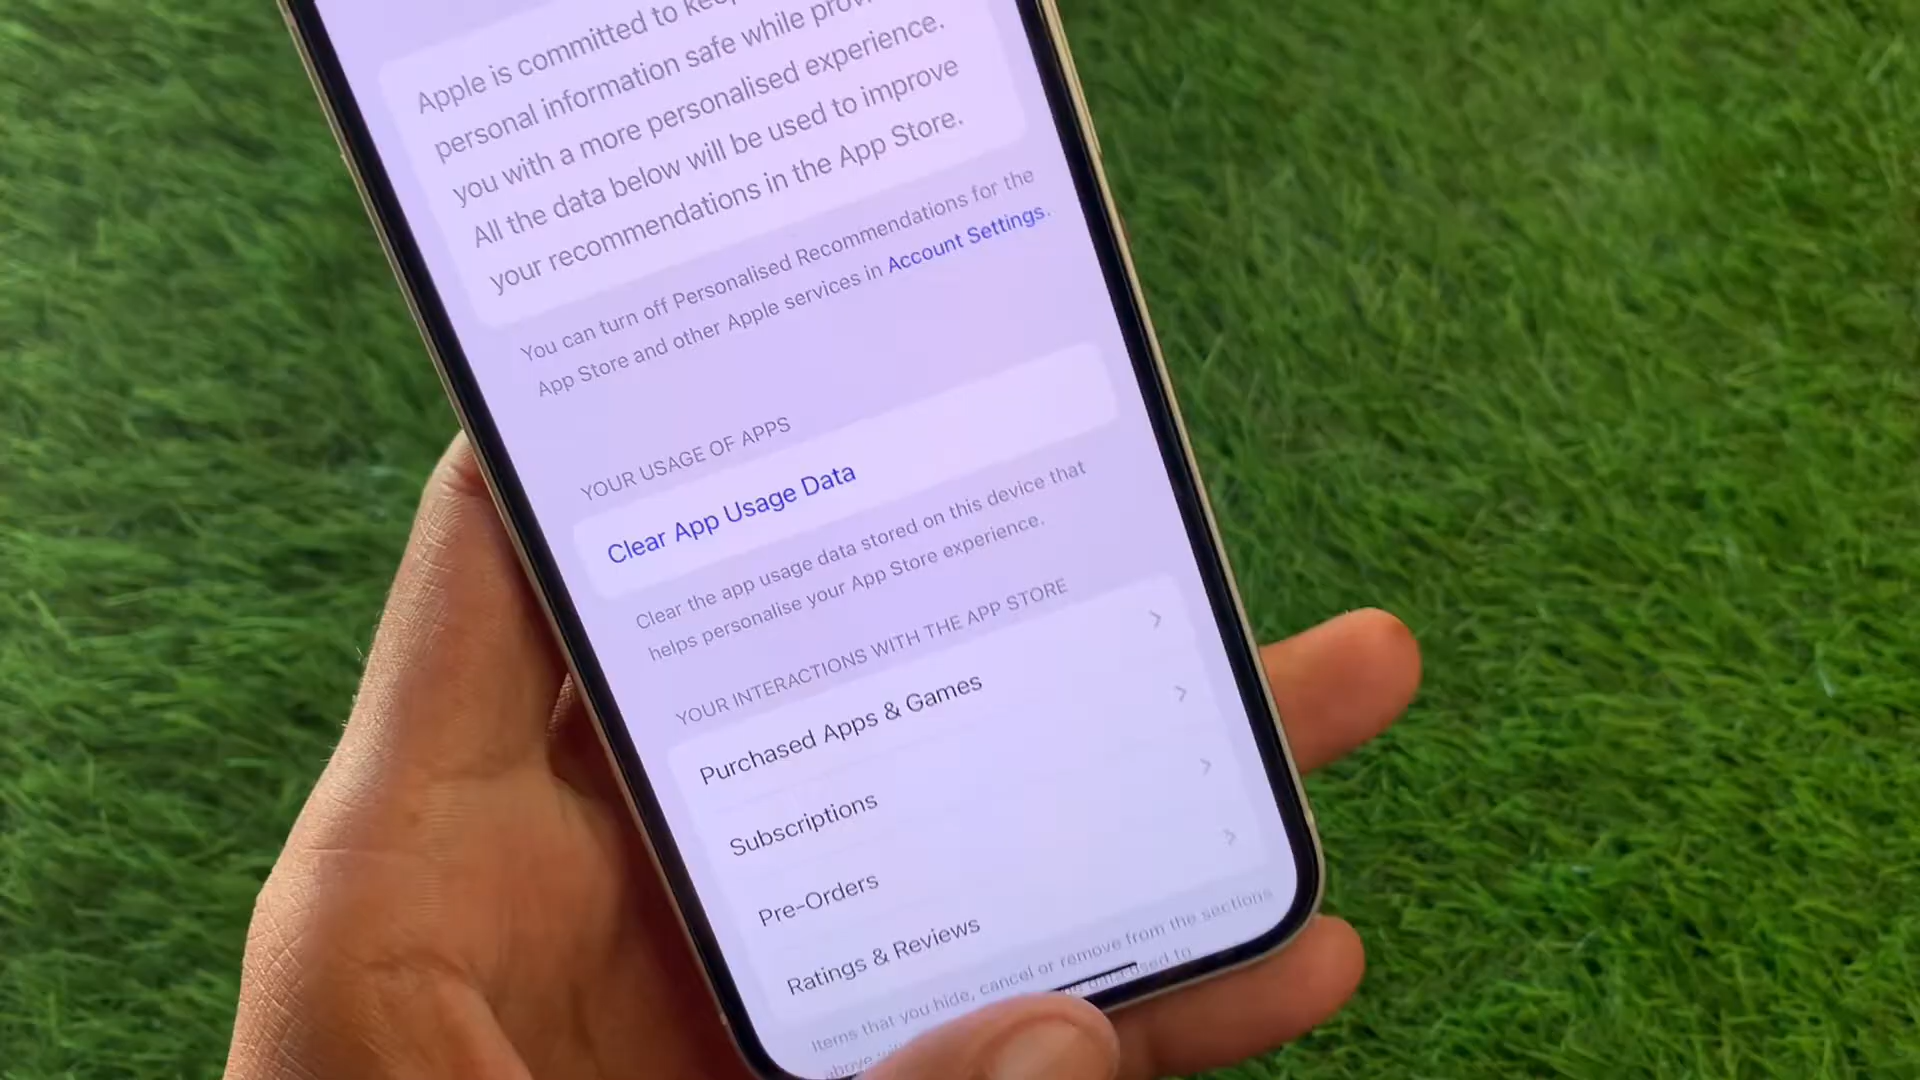 Apple is committed to
personal information safe while
you with a more personalised experience.
All the data below will be used to improve
your recommendations in the App Store.
You can turn off Personalised Recommendations for the
App Store and other Apple services in Account Settings.
YOUR USAGE OF APPS
Clear App Usage Data
Clear the app usage data stored on this device that
helps personalise your App Store experience.
YOUR INTERACTIONS WITH THE APP STORE
Purchased Apps & Games
Subscriptions
Pre-Orders
Ratings & Reviews
Items that you hide, cancel or remove from the sections
above used to